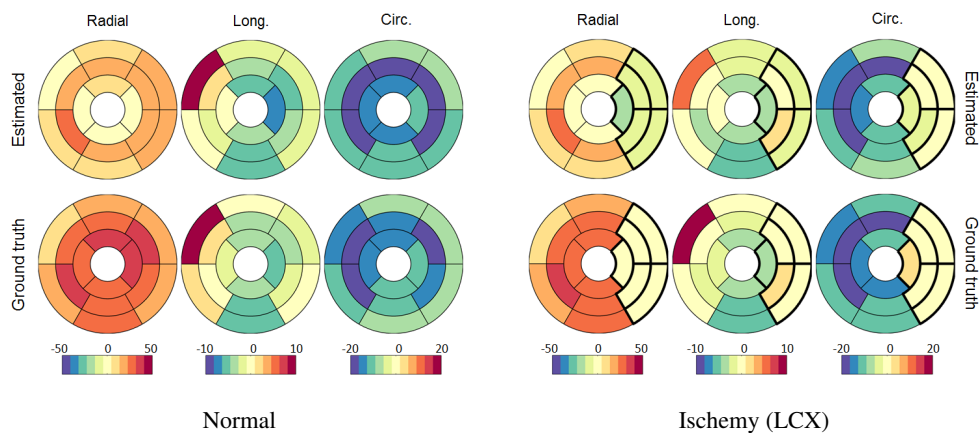 Radial Long. Circ. Radial Long. Circ.
Estimated Estimated
Ground truth Ground truth
-50 0 50 -10 0 10 -20 0 20 -50 0 50 -10 0 10 -20 0 20
Normal Ischemy (LCX)